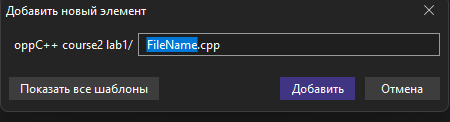 Добавить новый элемент
oppC++ course2 lab1/ FileName.cpp
Показать все шаблоны Добавить Отмена